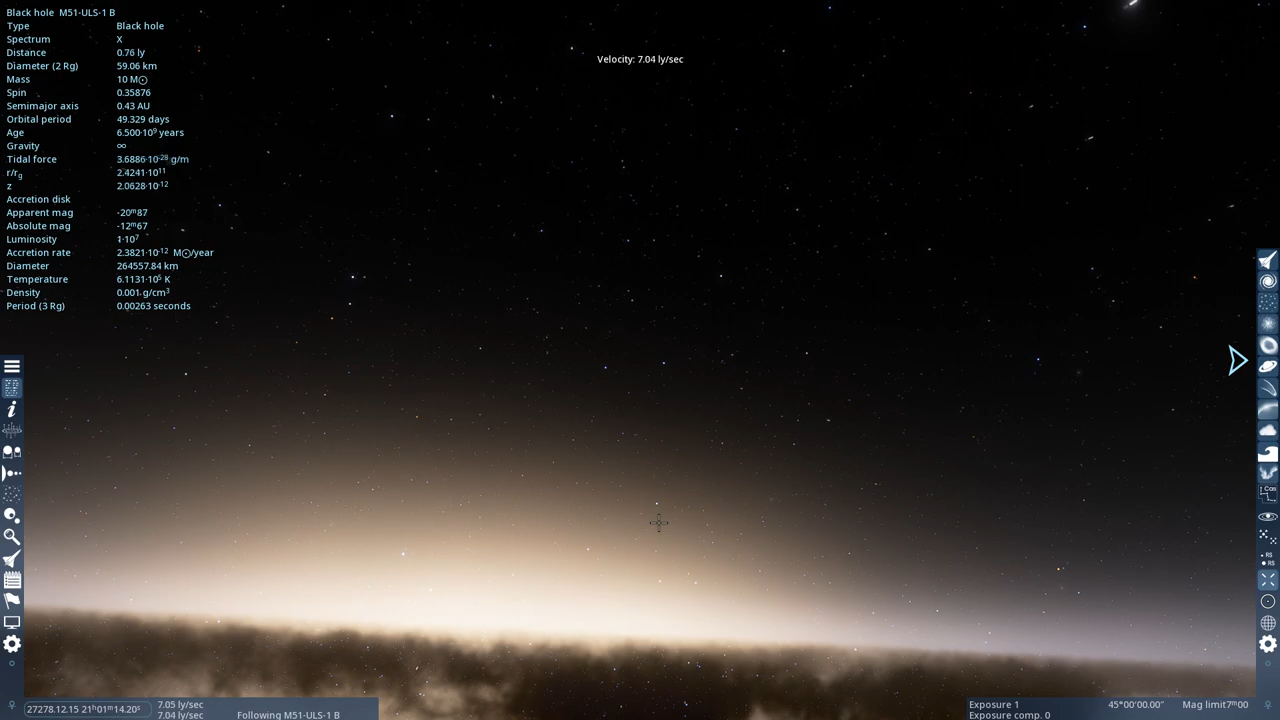 Black hole M51-ULS-1 B
Type Black hole
Spectrum X
Distance 0.76 ly
Diameter (2 Rg) 59.06 km
Mass 10 M☉
Spin 0.35876
Semimajor axis 0.43 AU
Orbital period 49.329 days
Age 6.500·10⁹ years
Gravity ∞
Tidal force 3.6886·10⁻²⁸ g/m
r/rg 2.4241·10¹¹
z 2.0628·10⁻¹²
Accretion disk
Apparent mag -20ᵐ87
Absolute mag -12ᵐ67
Luminosity 1·10⁷
Accretion rate 2.3821·10⁻¹² M☉/year
Diameter 264557.84 km
Temperature 6.1131·10⁵ K
Density 0.001 g/cm³
Period (3 Rg) 0.00263 seconds
Velocity: 7.04 ly/sec
Cas
RS
RS
27278.12.15 21ʰ01ᵐ14.20ˢ
7.05 ly/sec
7.04 ly/sec
Following M51-ULS-1 B
Exposure 1
Exposure comp. 0
45°00'00.00"
Mag limit7ᵐ00